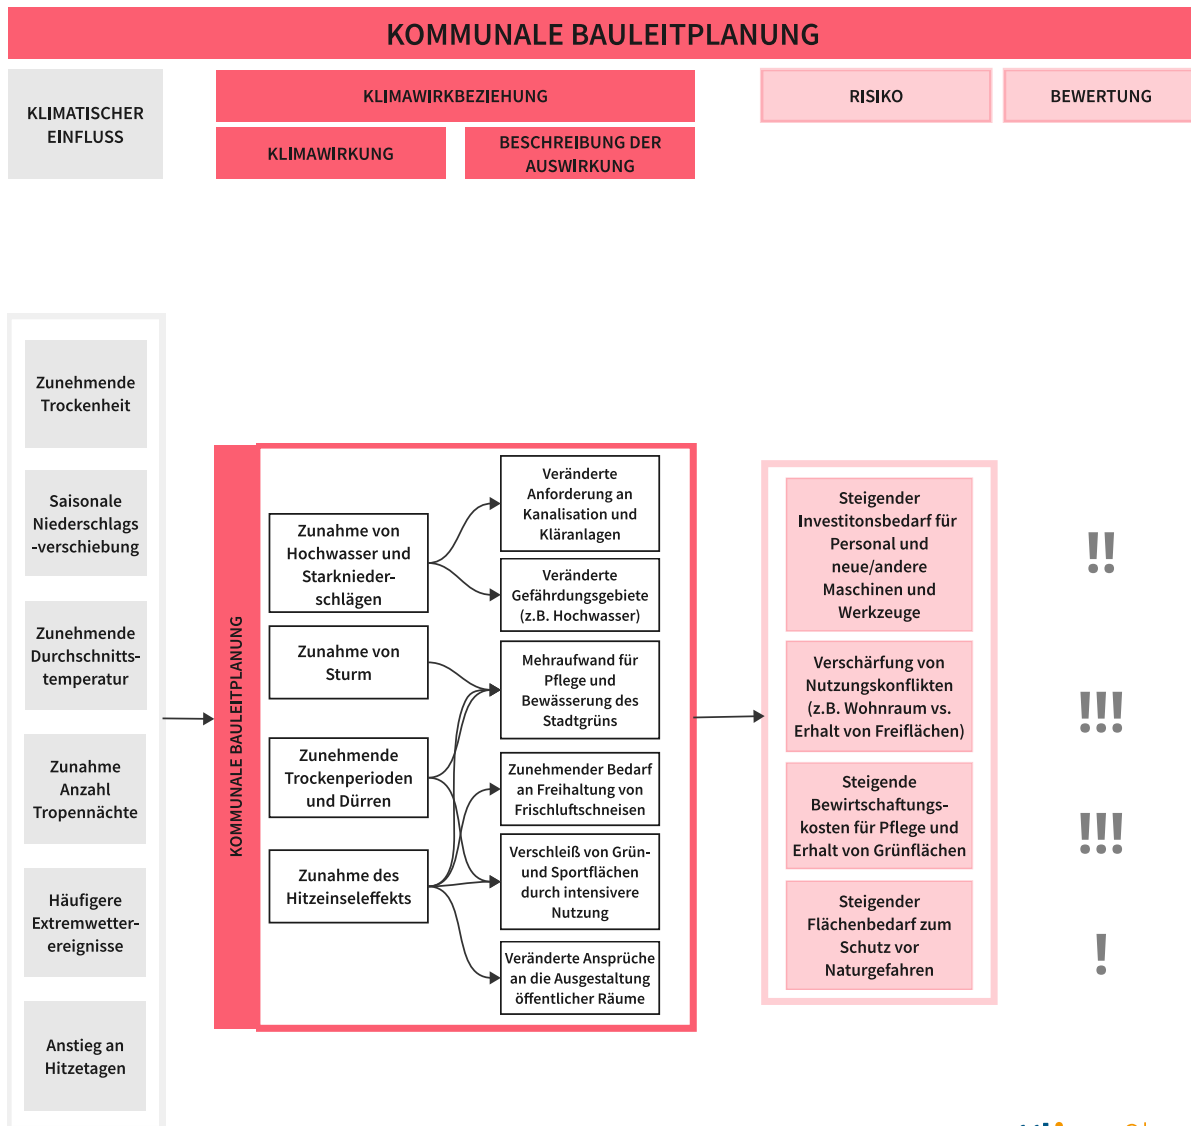 KOMMUNALE BAULEITPLANUNG
KLIMATISCHER
EINFLUSS
KLIMAWIRKBEZIEHUNG
KLIMAWIRKUNG
BESCHREIBUNG DER
AUSWIRKUNG
RISIKO
BEWERTUNG
Zunehmende
Trockenheit
Saisonale
Niederschlags
-verschiebung
Zunehmende
Durchschnitts-
temperatur
Zunahme
Anzahl
Tropennächte
Häufigere
Extremwetter-
ereignisse
Anstieg an
Hitzetagen
KOMMUNALE BAULEITPLANUNG
Zunahme von
Hochwasser und
Starknieder-
schlägen
Zunahme von
Sturm
Zunehmende
Trockenperioden
und Dürren
Zunahme des
Hitzeinseleffekts
Veränderte
Anforderung an
Kanalisation und
Kläranlagen
Veränderte
Gefährdungsgebiete
(z.B. Hochwasser)
Mehraufwand für
Pflege und
Bewässerung des
Stadtgrüns
Zunehmender Bedarf
an Freihaltung von
Frischluftschneisen
Verschleiß von Grün-
und Sportflächen
durch intensivere
Nutzung
Veränderte Ansprüche
an die Ausgestaltung
öffentlicher Räume
Steigender
Investitonsbedarf für
Personal und
neue/andere
Maschinen und
Werkzeuge
!!
Verschärfung von
Nutzungskonflikten
(z.B. Wohnraum vs.
Erhalt von Freiflächen)
!!!
Steigende
Bewirtschaftungs-
kosten für Pflege und
Erhalt von Grünflächen
!!!
Steigender
Flächenbedarf zum
Schutz vor
Naturgefahren
!